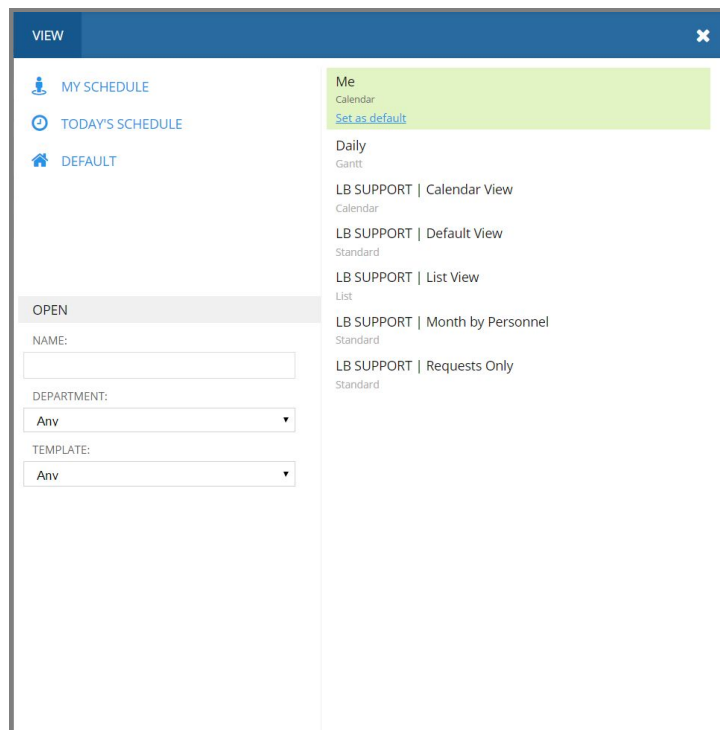 VIEW
MY SCHEDULE
TODAY'S SCHEDULE
DEFAULT
OPEN
NAME:
DEPARTMENT:
Any
TEMPLATE:
Any
Me
Calendar
Set as default
Daily
Gantt
LB SUPPORT | Calendar View
Calendar
LB SUPPORT | Default View
Standard
LB SUPPORT | List View
List
LB SUPPORT | Month by Personnel
Standard
LB SUPPORT | Requests Only
Standard